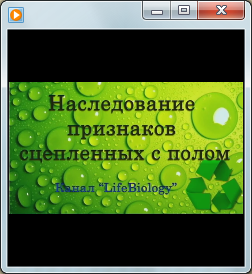 Наследование
признаков
сцепленных с полом
Канал "LifeBiology"